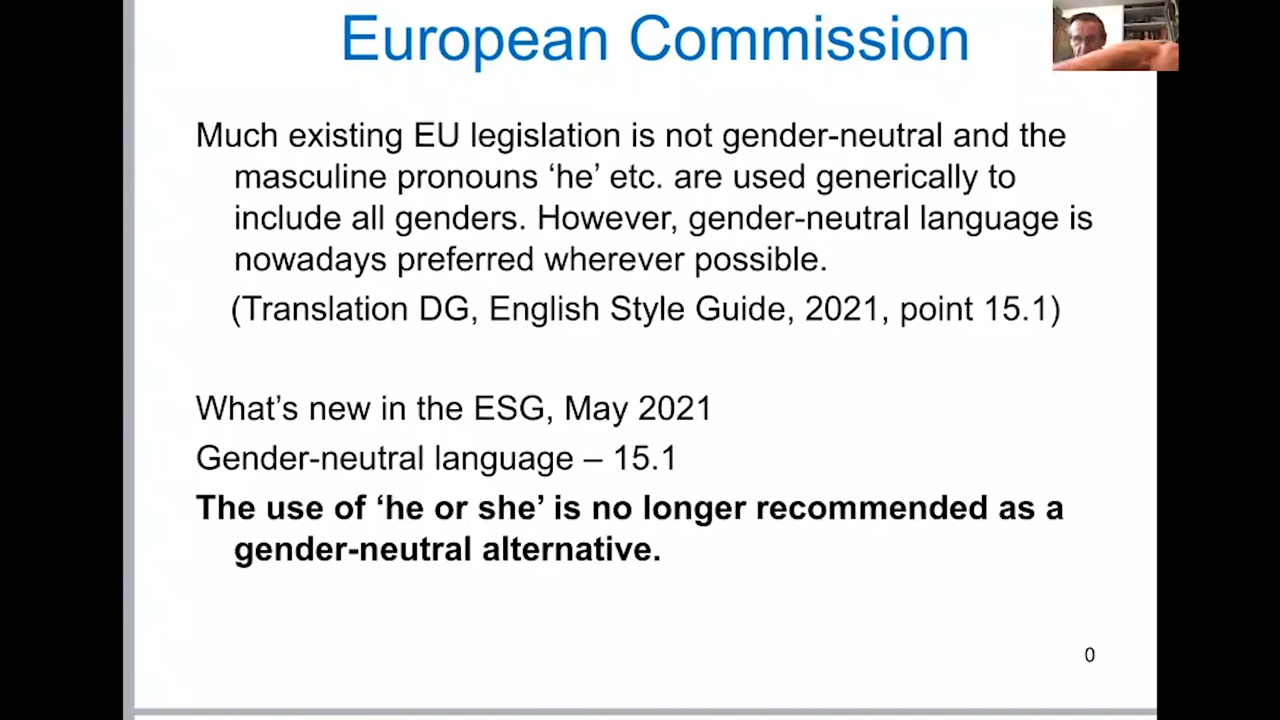 European Commission
Much existing EU legislation is not gender-neutral and the
masculine pronouns ‘he’ etc. are used generically to
include all genders. However, gender-neutral language is
nowadays preferred wherever possible.
(Translation DG, English Style Guide, 2021, point 15.1)
What’s new in the ESG, May 2021
Gender-neutral language – 15.1
The use of ‘he or she’ is no longer recommended as a
gender-neutral alternative.
0